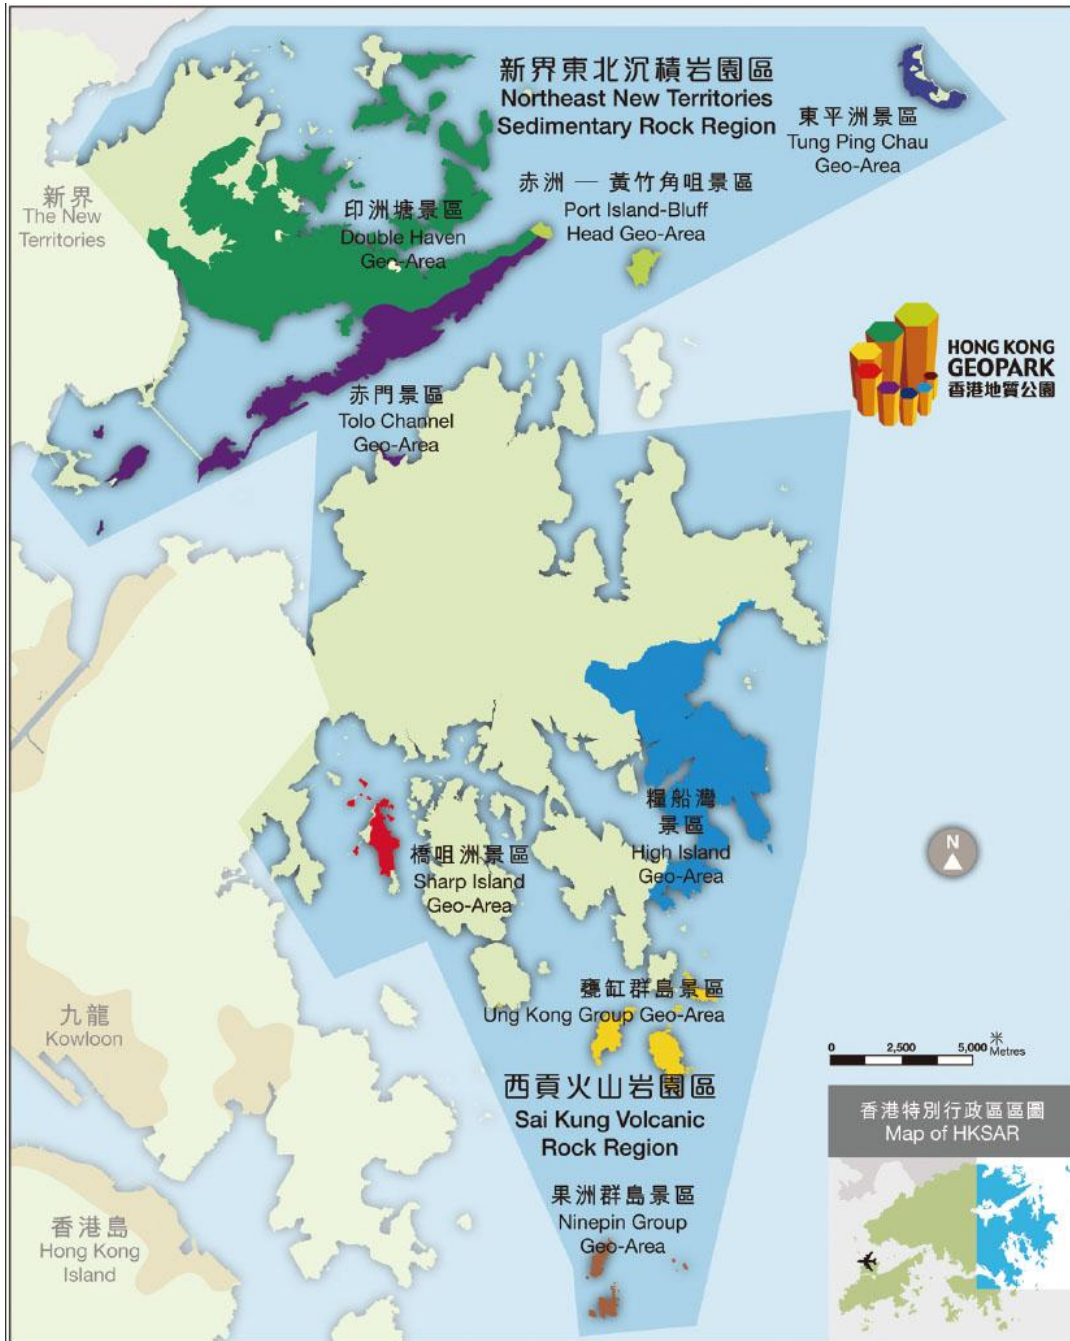 新界東北沉積岩園區
Northeast New Territories
Sedimentary Rock Region
東平洲景區
Tung Ping Chau
Geo-Area
赤洲 — 黃竹角咀景區
Port Island-Bluff
Head Geo-Area
新界
The New
Territories
印洲塘景區
Double Haven
Geo-Area
HONG KONG
GEOPARK
香港地質公園
赤門景區
Tolo Channel
Geo-Area
糧船灣
景區
High Island
Geo-Area
橋咀洲景區
Sharp Island
Geo-Area
N
甕缸群島景區
Ung Kong Group Geo-Area
九龍
Kowloon
0 2,500 5,000 米
Metres
西貢火山岩園區
Sai Kung Volcanic
Rock Region
香港特別行政區區圖
Map of HKSAR
果洲群島景區
Ninepin Group
Geo-Area
香港島
Hong Kong
Island